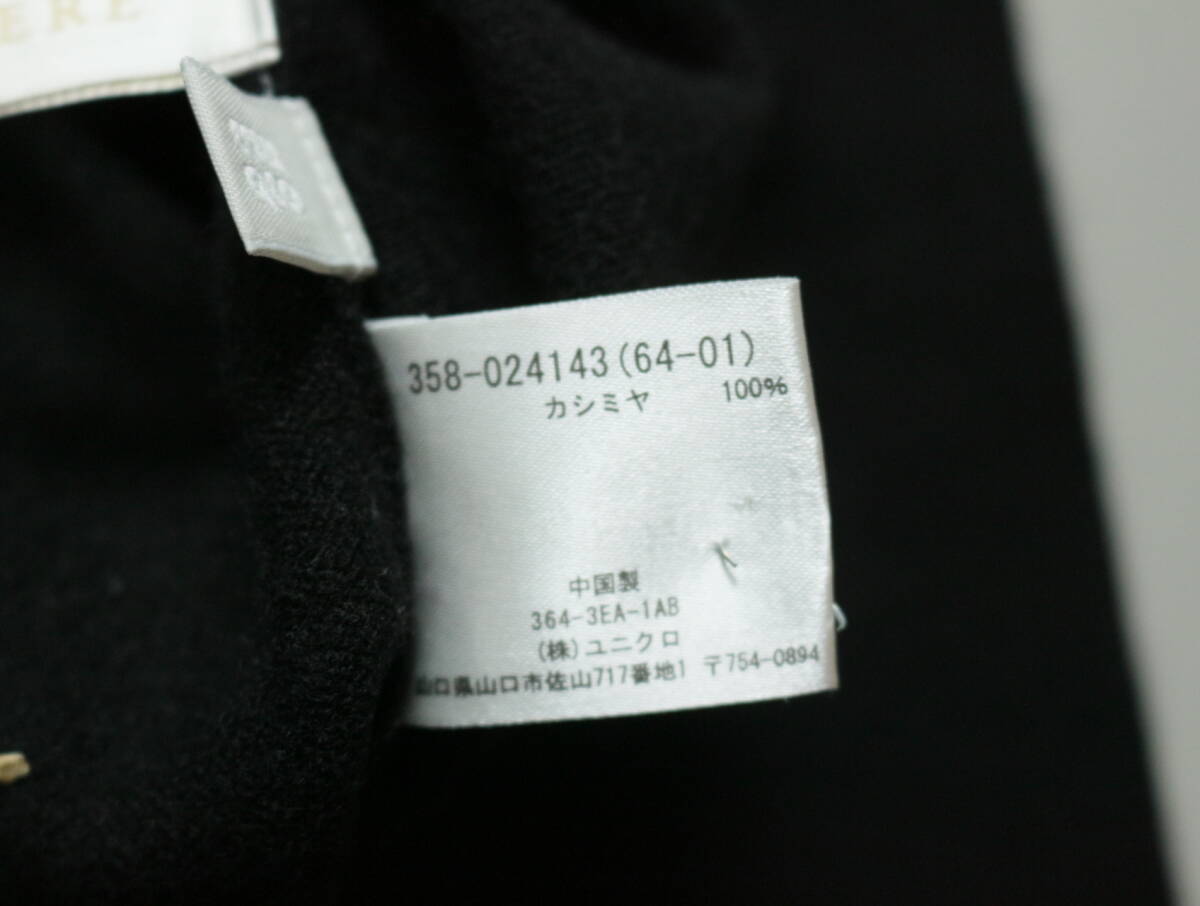 ERE
358-024143(64-01)
カシミヤ 100%
中国製
364-3EA-1AB
(株)ユニクロ
山口県山口市佐山717番地1 〒754-0894